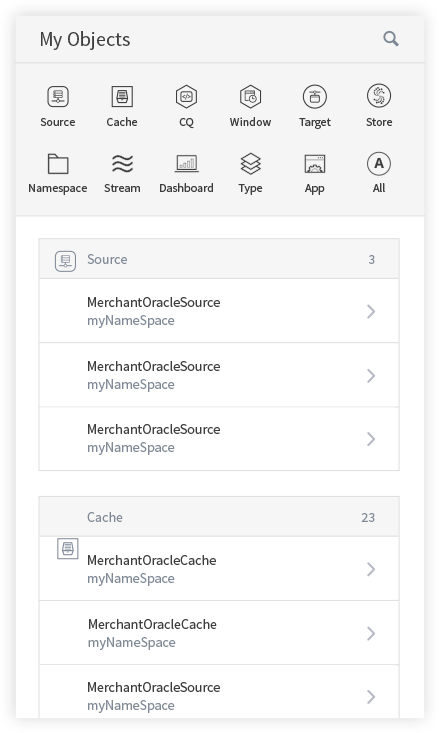 My Objects
Source Cache CQ Window Target Store
Namespace Stream Dashboard Type App All
Source 3
MerchantOracleSource
myNameSpace
MerchantOracleSource
myNameSpace
MerchantOracleSource
myNameSpace
Cache 23
MerchantOracleCache
myNameSpace
MerchantOracleCache
myNameSpace
MerchantOracleSource
myNameSpace